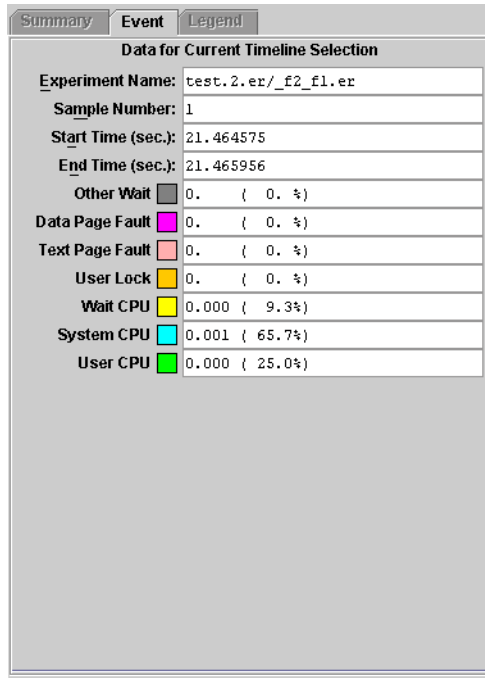 Summary Event Legend
Data for Current Timeline Selection
Experiment Name: test.2.er/_f2_f1.er
Sample Number: 1
Start Time (sec.): 21.464575
End Time (sec.): 21.465956
Other Wait 0. ( 0. %)
Data Page Fault 0. ( 0. %)
Text Page Fault 0. ( 0. %)
User Lock 0. ( 0. %)
Wait CPU 0.000 ( 9.3%)
System CPU 0.001 ( 65.7%)
User CPU 0.000 ( 25.0%)